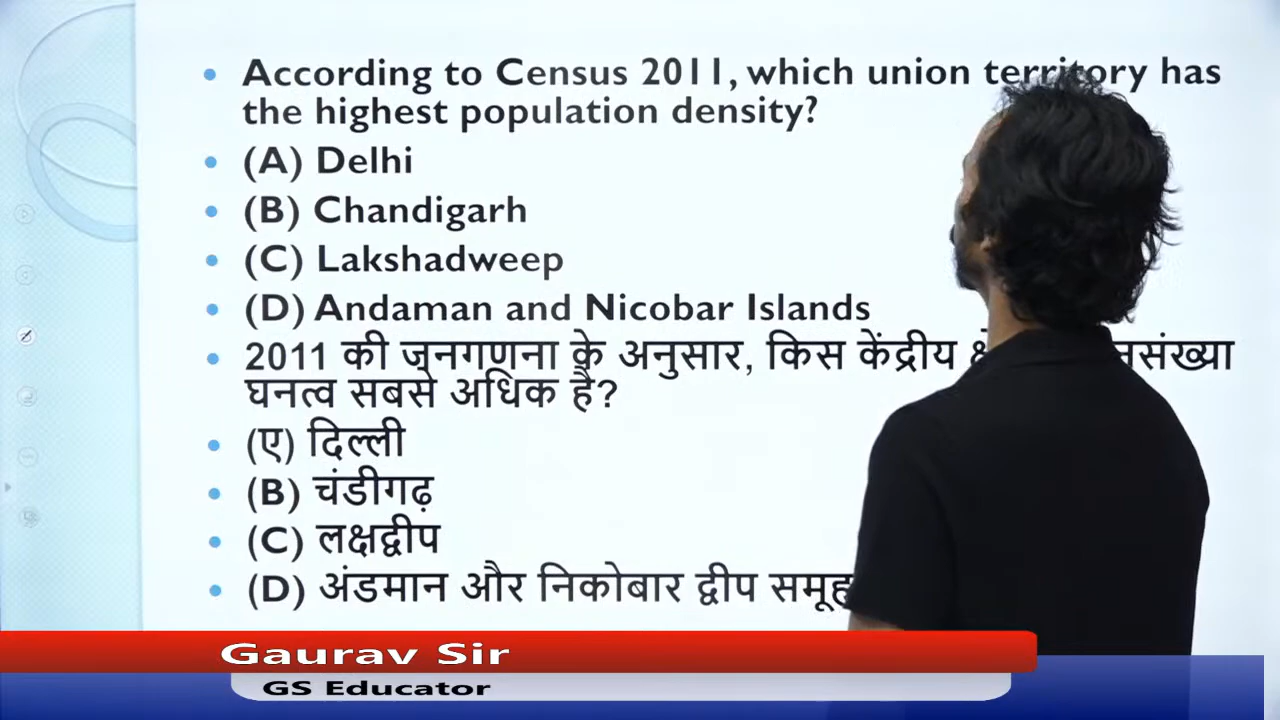 According to Census 2011, which union territory has
the highest population density?
(A) Delhi
(B) Chandigarh
(C) Lakshadweep
(D) Andaman and Nicobar Islands
2011 की जनगणना के अनुसार, किस केंद्रीय
घनत्व सबसे अधिक है?
(ए) दिल्ली
(B) चंडीगढ़
(C) लक्षद्वीप
(D) अंडमान और निकोबार द्वीप समूह
Gaurav Sir
GS Educator